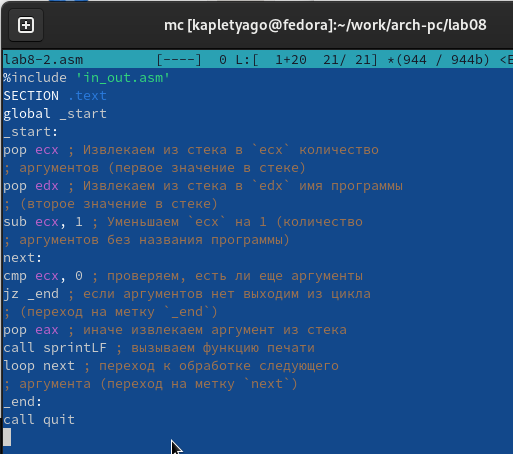 mc [kapletyago@fedora]:~/work/arch-pc/lab08
lab8-2.asm [----] 0 L:[ 1+20 21/ 21] *(944 / 944b) <E
%include 'in_out.asm'
SECTION .text
global _start
_start:
pop ecx ; Извлекаем из стека в `ecx` количество
; аргументов (первое значение в стеке)
pop edx ; Извлекаем из стека в `edx` имя программы
; (второе значение в стеке)
sub ecx, 1 ; Уменьшаем `ecx` на 1 (количество
; аргументов без названия программы)
next:
cmp ecx, 0 ; проверяем, есть ли еще аргументы
jz _end ; если аргументов нет выходим из цикла
; (переход на метку `_end`)
pop eax ; иначе извлекаем аргумент из стека
call sprintLF ; вызываем функцию печати
loop next ; переход к обработке следующего
; аргумента (переход на метку `next`)
_end:
call quit